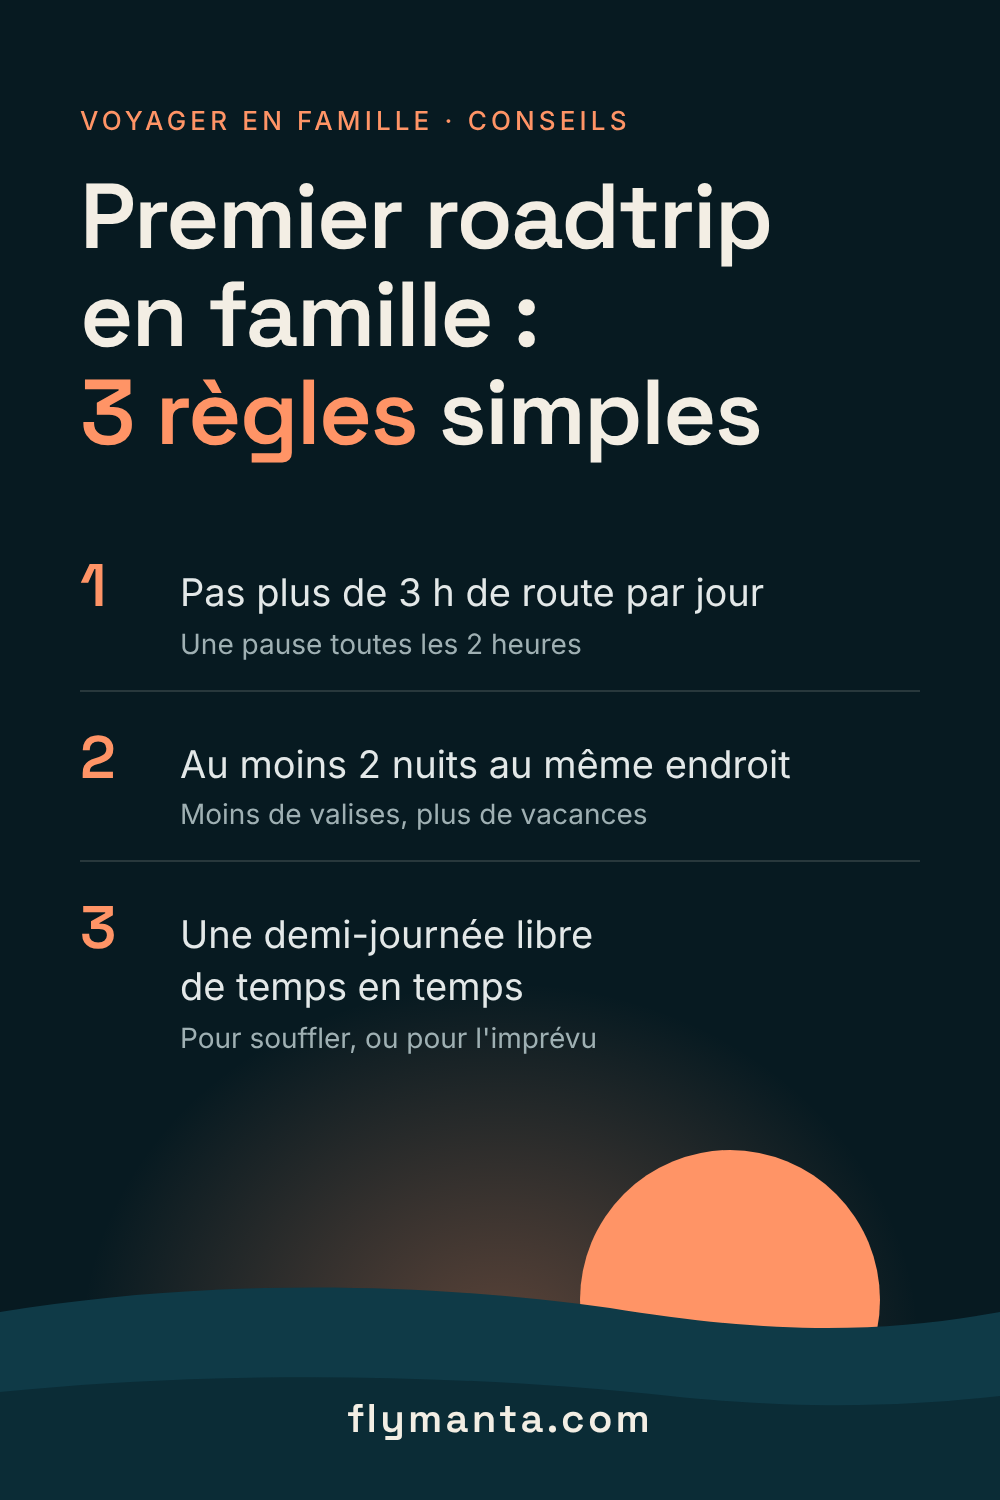 VOYAGER EN FAMILLE · CONSEILS
Premier roadtrip
en famille :
3 règles simples
1
Pas plus de 3 h de route par jour
Une pause toutes les 2 heures
2
Au moins 2 nuits au même endroit
Moins de valises, plus de vacances
3
Une demi-journée libre
de temps en temps
Pour souffler, ou pour l'imprévu
flymanta.com